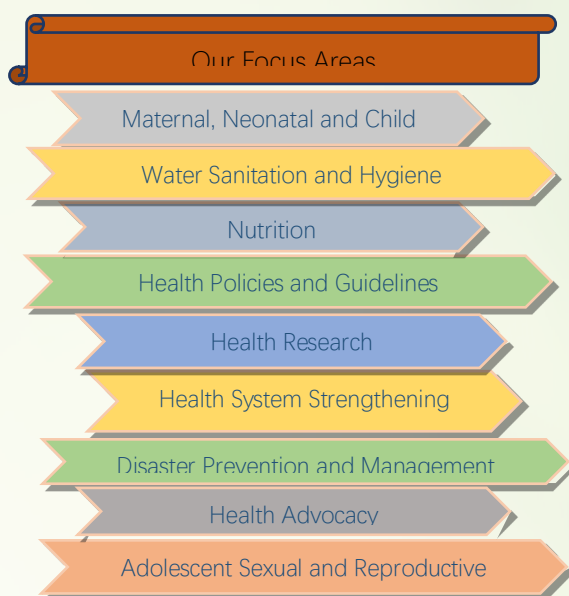 Our Focus Areas
Maternal, Neonatal and Child
Water Sanitation and Hygiene
Nutrition
Health Policies and Guidelines
Health Research
Health System Strengthening
Disaster Prevention and Management
Health Advocacy
Adolescent Sexual and Reproductive